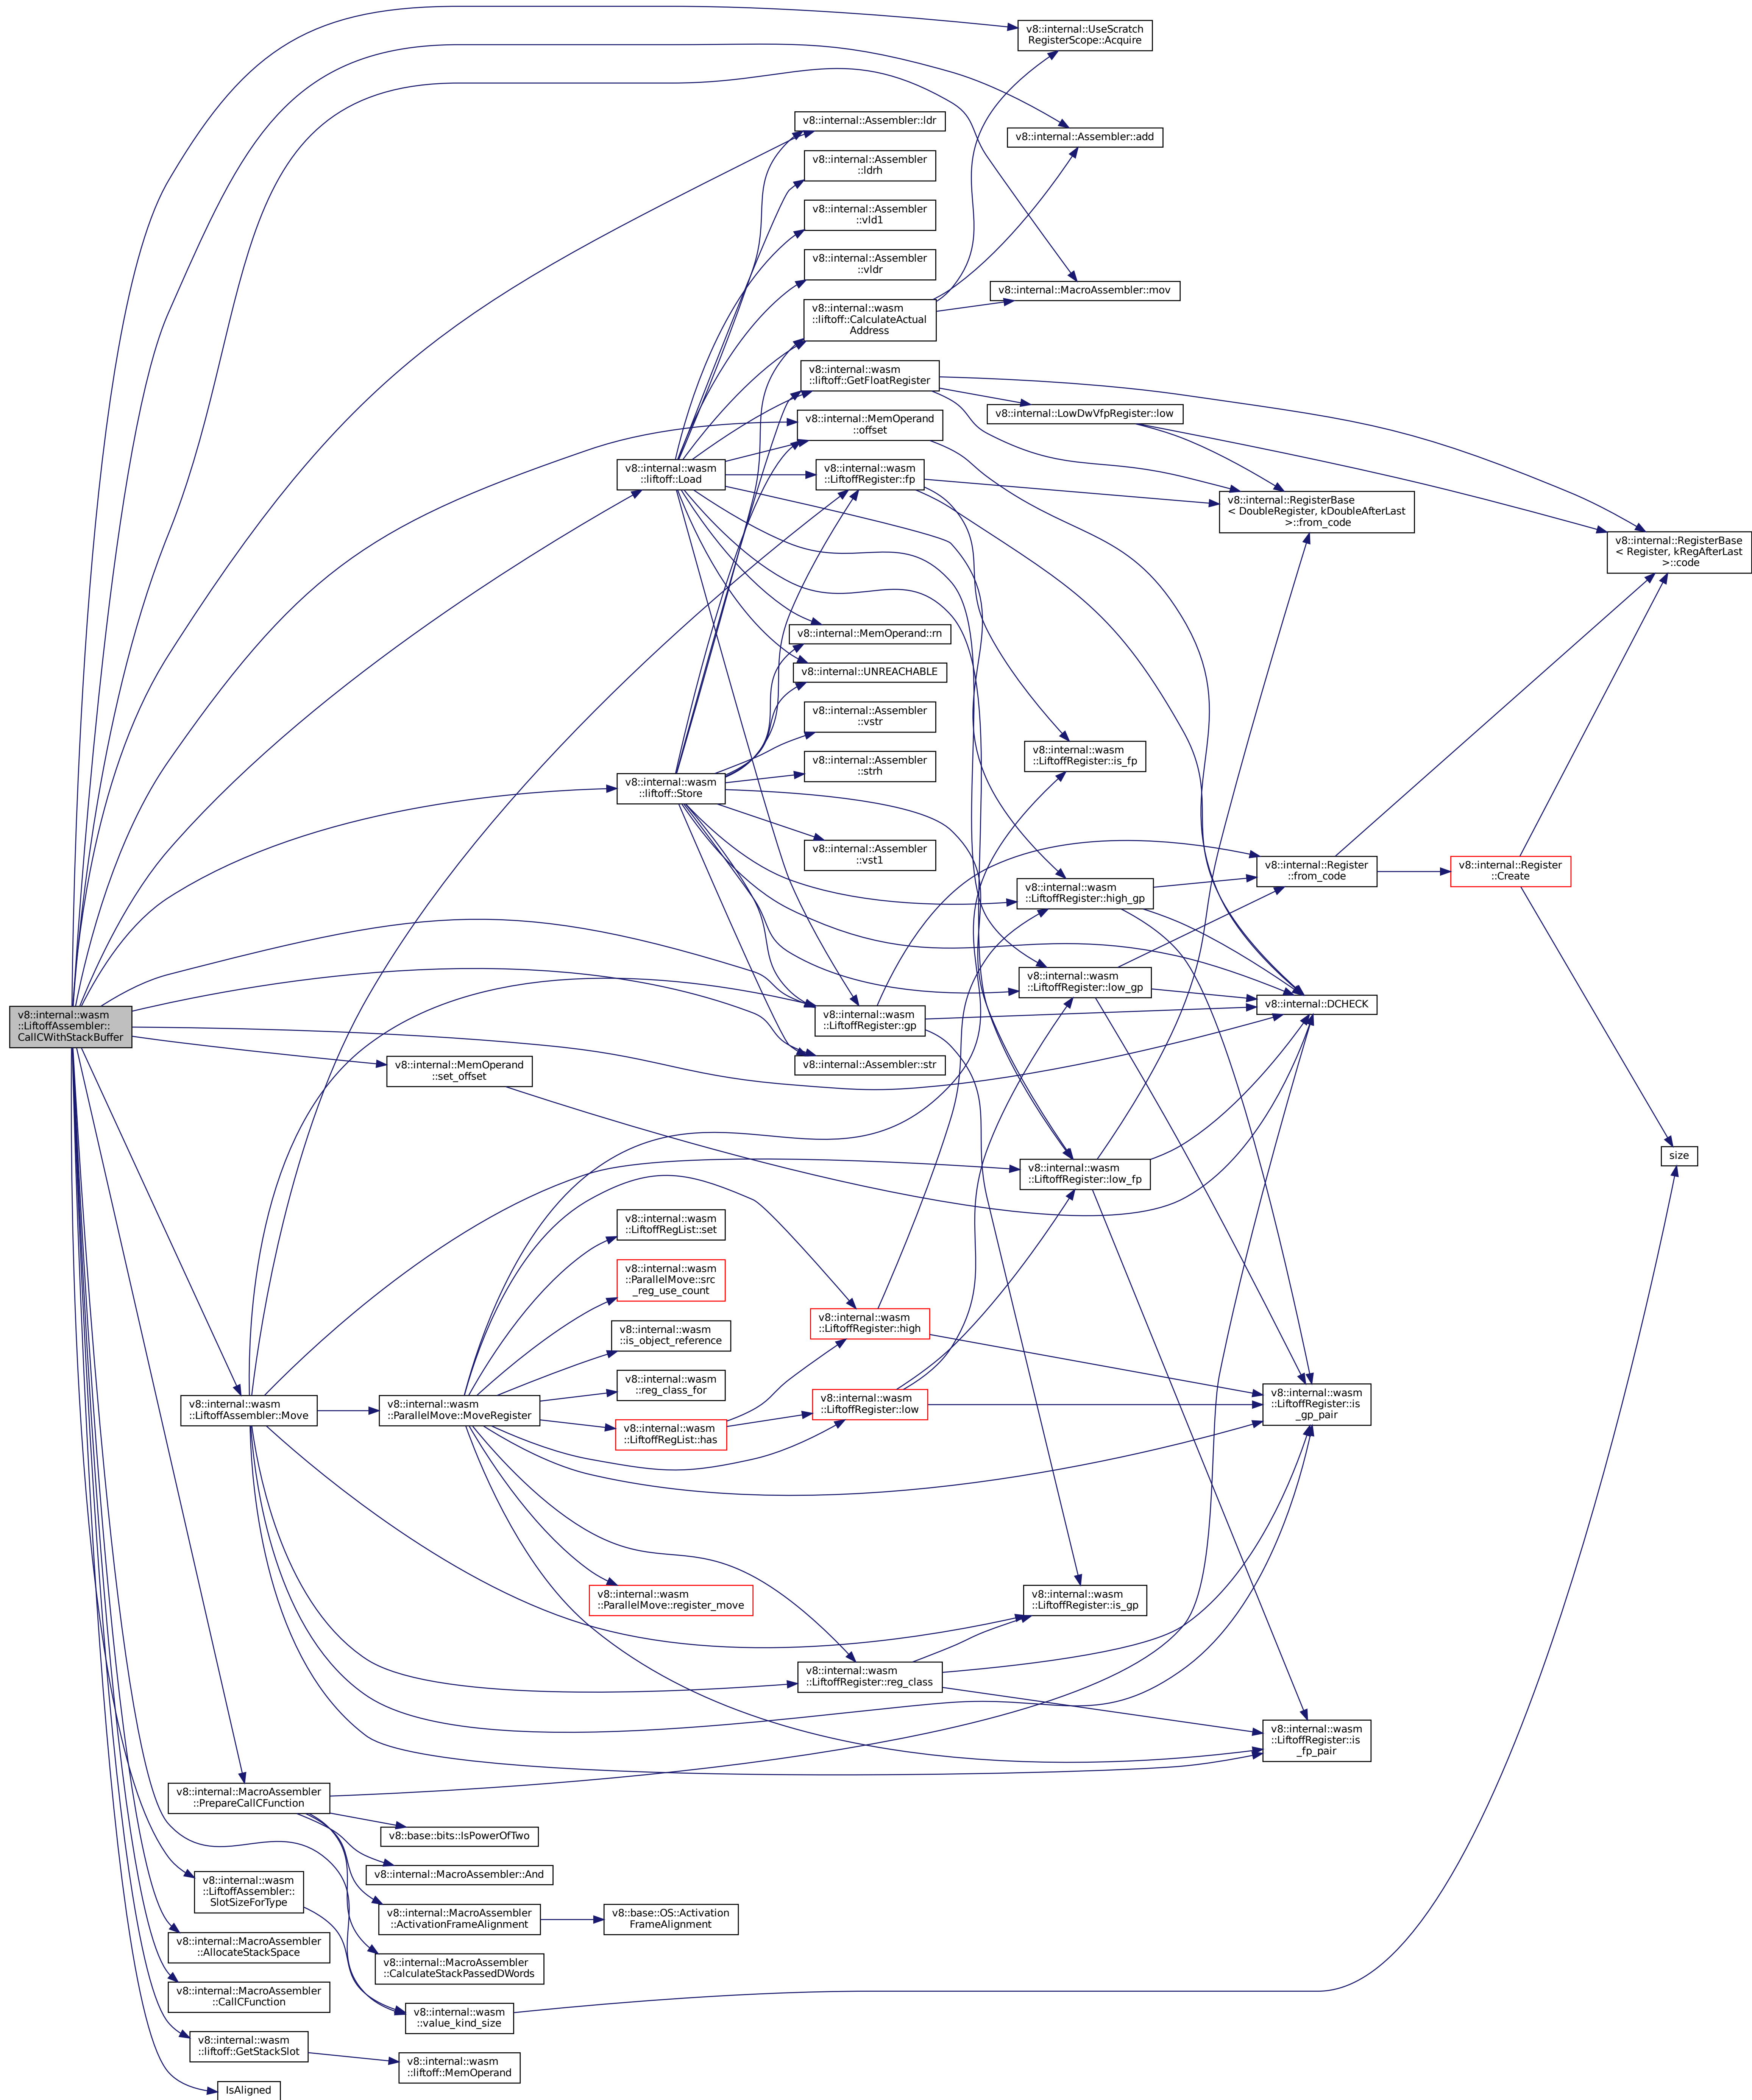 v8::internal::UseScratch
RegisterScope::Acquire
v8::internal::Assembler::ldr
v8::internal::Assembler::add
v8::internal::Assembler
::ldrh
v8::internal::Assembler
::vld1
v8::internal::Assembler
::vldr
v8::internal::MacroAssembler::mov
v8::internal::wasm
::liftoff::CalculateActual
Address
v8::internal::wasm
::liftoff::GetFloatRegister
v8::internal::LowDwVfpRegister::low
v8::internal::MemOperand
::offset
v8::internal::wasm
::liftoff::Load
v8::internal::wasm
::LiftoffRegister::fp
v8::internal::RegisterBase
< DoubleRegister, kDoubleAfterLast
>::from_code
v8::internal::RegisterBase
< Register, kRegAfterLast
>::code
v8::internal::MemOperand::rn
v8::internal::UNREACHABLE
v8::internal::Assembler
::vstr
v8::internal::wasm
::LiftoffRegister::is_fp
v8::internal::Assembler
::strh
v8::internal::wasm
::liftoff::Store
v8::internal::Assembler
::vst1
v8::internal::Register
::from_code
v8::internal::Register
::Create
v8::internal::wasm
::LiftoffRegister::high_gp
v8::internal::wasm
::LiftoffRegister::low_gp
v8::internal::DCHECK
v8::internal::wasm
::LiftoffAssembler::
CallCWithStackBuffer
v8::internal::wasm
::LiftoffRegister::gp
v8::internal::Assembler::str
v8::internal::MemOperand
::set_offset
size
v8::internal::wasm
::LiftoffRegister::low_fp
v8::internal::wasm
::LiftoffRegList::set
v8::internal::wasm
::ParallelMove::src
_reg_use_count
v8::internal::wasm
::LiftoffRegister::high
v8::internal::wasm
::is_object_reference
v8::internal::wasm
::reg_class_for
v8::internal::wasm
::LiftoffAssembler::Move
v8::internal::wasm
::ParallelMove::MoveRegister
v8::internal::wasm
::LiftoffRegister::low
v8::internal::wasm
::LiftoffRegister::is
_gp_pair
v8::internal::wasm
::LiftoffRegList::has
v8::internal::wasm
::ParallelMove::register_move
v8::internal::wasm
::LiftoffRegister::is_gp
v8::internal::wasm
::LiftoffRegister::reg_class
v8::internal::wasm
::LiftoffRegister::is
_fp_pair
v8::internal::MacroAssembler
::PrepareCallCFunction
v8::base::bits::IsPowerOfTwo
v8::internal::MacroAssembler::And
v8::internal::wasm
::LiftoffAssembler::
SlotSizeForType
v8::internal::MacroAssembler
::ActivationFrameAlignment
v8::base::OS::Activation
FrameAlignment
v8::internal::MacroAssembler
::AllocateStackSpace
v8::internal::MacroAssembler
::CalculateStackPassedDWords
v8::internal::MacroAssembler
::CallCFunction
v8::internal::wasm
::value_kind_size
v8::internal::wasm
::liftoff::GetStackSlot
v8::internal::wasm
::liftoff::MemOperand
IsAligned